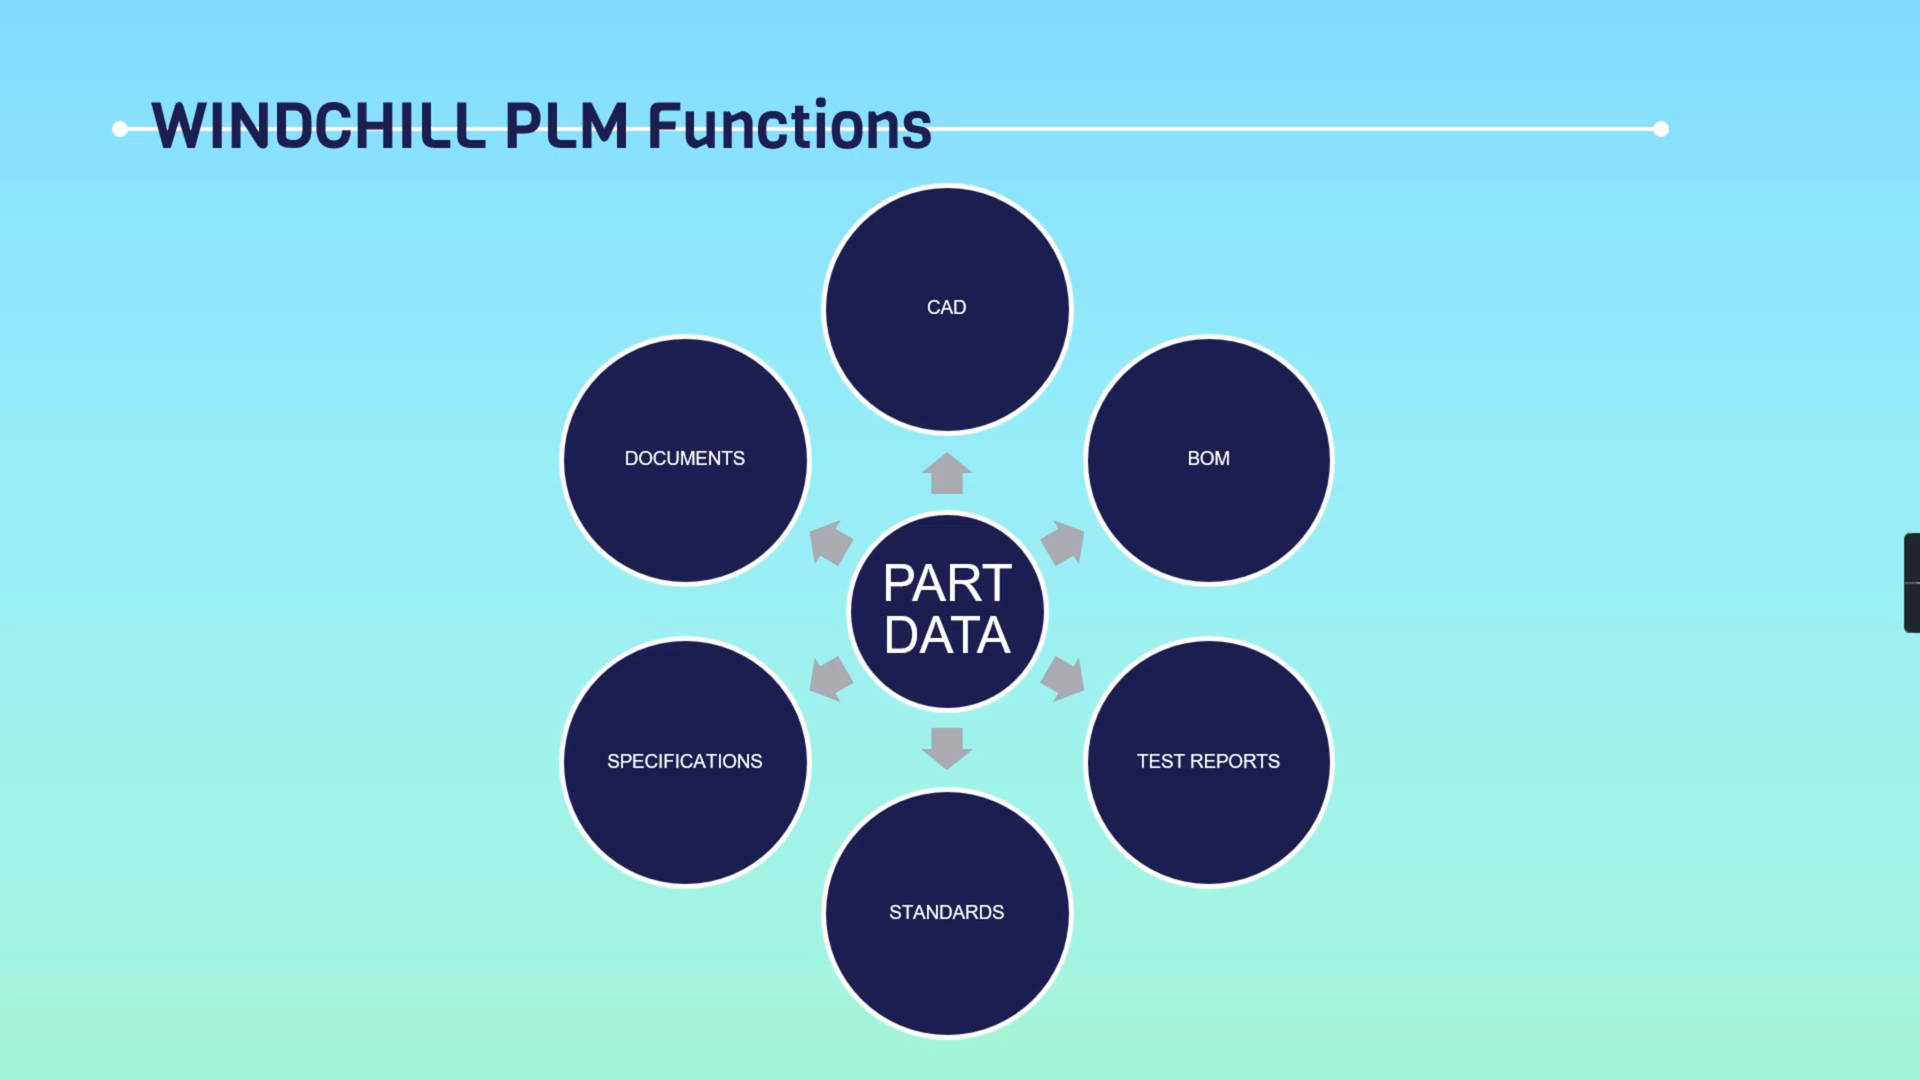 WINDCHILL PLM Functions
CAD
DOCUMENTS
BOM
PART
DATA
SPECIFICATIONS
TEST REPORTS
STANDARDS